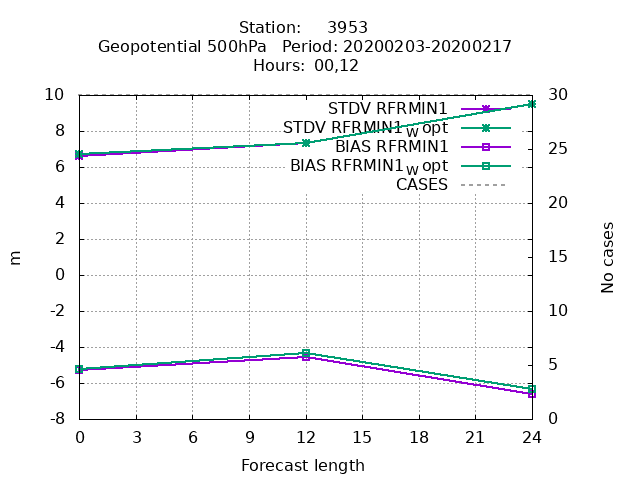 Station: 3953
Geopotential 500hPa Period: 20200203-20200217
Hours: 00,12
10 30
STDV RFRMIN1
8
STDV RFRMIN1w opt
25
BIAS RFRMIN1
6
BIAS RFRMIN1w opt
CASES
4 20
2
15
m
No cases
0
-2 10
-4
5
-6
-8 0
0 3 6 9 12 15 18 21 24
Forecast length